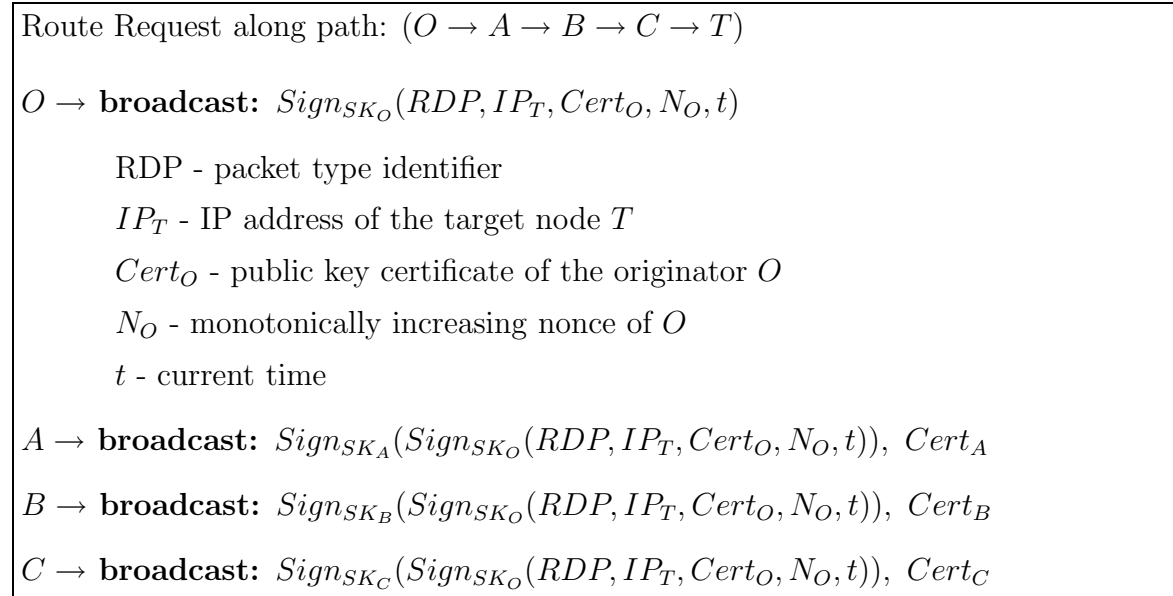 Route Request along path: (O → A → B → C → T)
O → broadcast: Sign_{SK_O}(RDP, IP_T, Cert_O, N_O, t)
RDP - packet type identifier
IP_T - IP address of the target node T
Cert_O - public key certificate of the originator O
N_O - monotonically increasing nonce of O
t - current time
A → broadcast: Sign_{SK_A}(Sign_{SK_O}(RDP, IP_T, Cert_O, N_O, t)), Cert_A
B → broadcast: Sign_{SK_B}(Sign_{SK_O}(RDP, IP_T, Cert_O, N_O, t)), Cert_B
C → broadcast: Sign_{SK_C}(Sign_{SK_O}(RDP, IP_T, Cert_O, N_O, t)), Cert_C